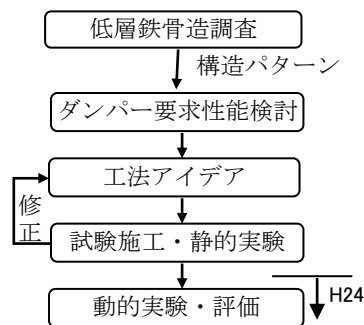 低層鉄骨造調査
構造パターン
ダンパー要求性能検討
工法アイデア
修正
試験施工・静的実験
H24
動的実験・評価